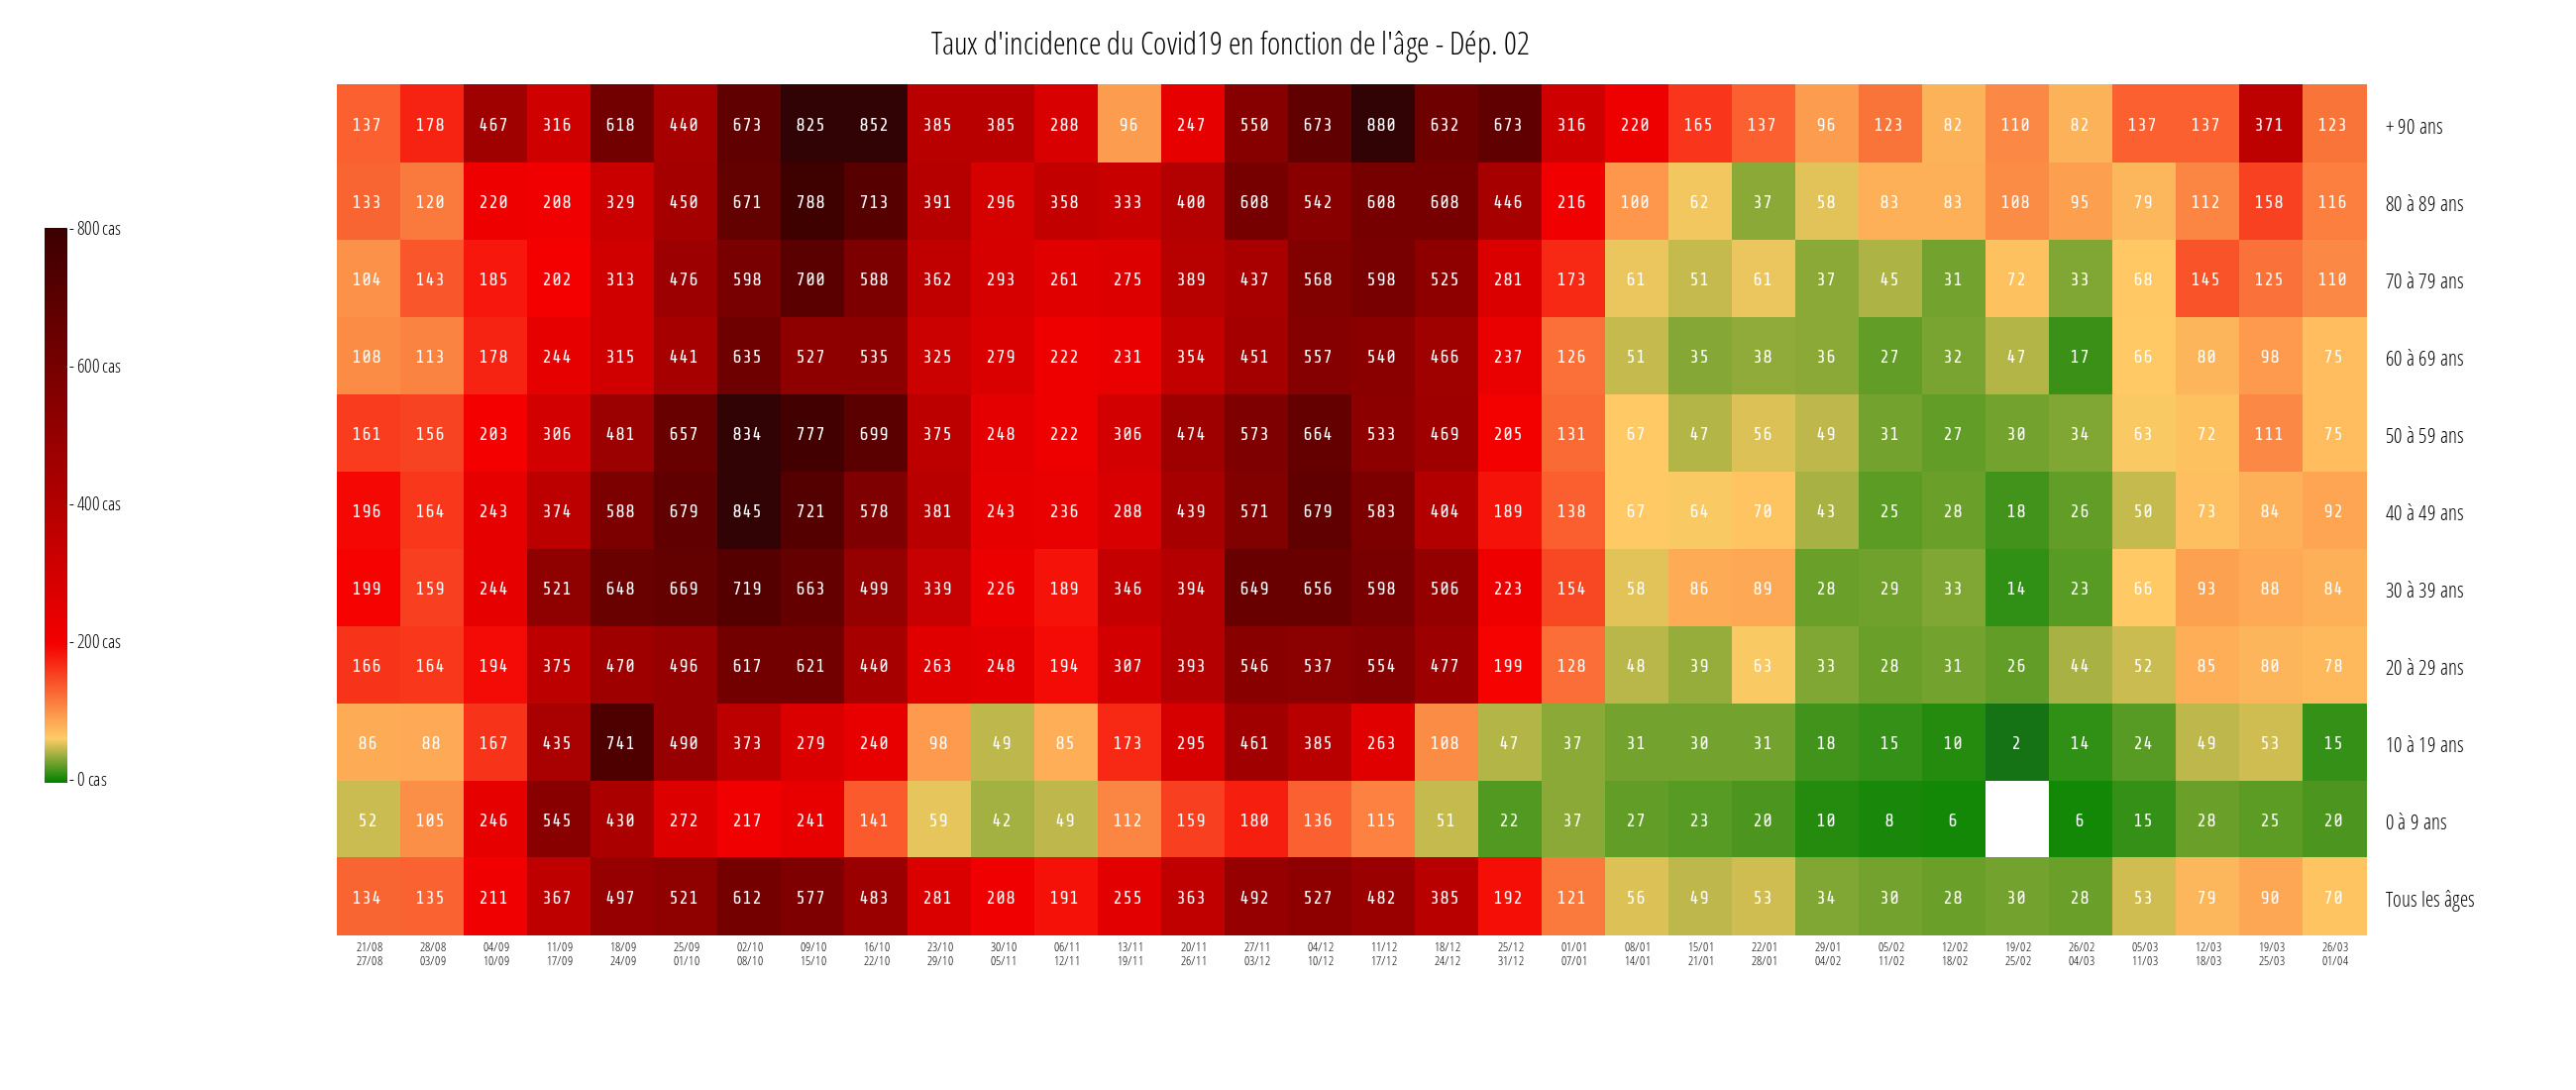 Taux d'incidence du Covid19 en fonction de l'âge - Dép. 02
137 178 467 316 618 440 673 825 852 385 385 288 96 247 550 673 880 632 673 316 220 165 137 96 123 82 110 82 137 137 371 123 + 90 ans
133 120 220 208 329 450 671 788 713 391 296 358 333 400 608 542 608 608 446 216 100 62 37 58 83 83 108 95 79 112 158 116 80 à 89 ans
- 800 cas
104 143 185 202 313 476 598 700 588 362 293 261 275 389 437 568 598 525 281 173 61 51 61 37 45 31 72 33 68 145 125 110 70 à 79 ans
108 113 178 244 315 441 635 527 535 325 279 222 231 354 451 557 540 466 237 126 51 35 38 36 27 32 47 17 66 80 98 75 60 à 69 ans
- 600 cas
161 156 203 306 481 657 834 777 699 375 248 222 306 474 573 664 533 469 205 131 67 47 56 49 31 27 30 34 63 72 111 75 50 à 59 ans
- 400 cas
196 164 243 374 588 679 845 721 578 381 243 236 288 439 571 679 583 404 189 138 67 64 70 43 25 28 18 26 50 73 84 92 40 à 49 ans
199 159 244 521 648 669 719 663 499 339 226 189 346 394 649 656 598 506 223 154 58 86 89 28 29 33 14 23 66 93 88 84 30 à 39 ans
- 200 cas
166 164 194 375 470 496 617 621 440 263 248 194 307 393 546 537 554 477 199 128 48 39 63 33 28 31 26 44 52 85 80 78 20 à 29 ans
86 88 167 435 741 490 373 279 240 98 49 85 173 295 461 385 263 108 47 37 31 30 31 18 15 10 2 14 24 49 53 15 10 à 19 ans
- 0 cas
52 105 246 545 430 272 217 241 141 59 42 49 112 159 180 136 115 51 22 37 27 23 20 10 8 6 6 15 28 25 20 0 à 9 ans
134 135 211 367 497 521 612 577 483 281 208 191 255 363 492 527 482 385 192 121 56 49 53 34 30 28 30 28 53 79 90 70 Tous les âges
21/08 28/08 04/09 11/09 18/09 25/09 02/10 09/10 16/10 23/10 30/10 06/11 13/11 20/11 27/11 04/12 11/12 18/12 25/12 01/01 08/01 15/01 22/01 29/01 05/02 12/02 19/02 26/02 05/03 12/03 19/03 26/03
27/08 03/09 10/09 17/09 24/09 01/10 08/10 15/10 22/10 29/10 05/11 12/11 19/11 26/11 03/12 10/12 17/12 24/12 31/12 07/01 14/01 21/01 28/01 04/02 11/02 18/02 25/02 04/03 11/03 18/03 25/03 01/04